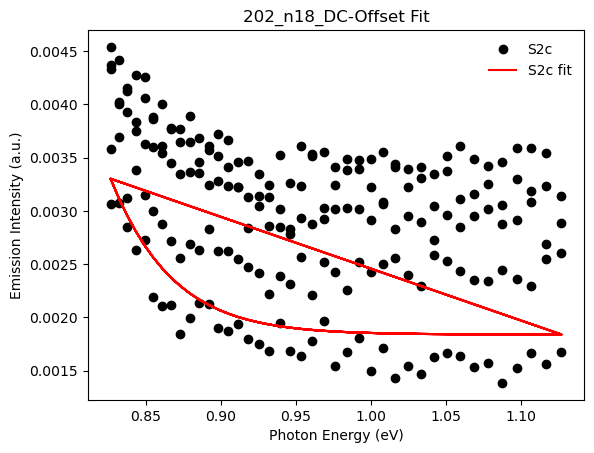 202_n18_DC-Offset Fit
S2c
S2c fit
Emission Intensity (a.u.)
0.0045
0.0040
0.0035
0.0030
0.0025
0.0020
0.0015
0.85
0.90
0.95
1.00
1.05
1.10
Photon Energy (eV)